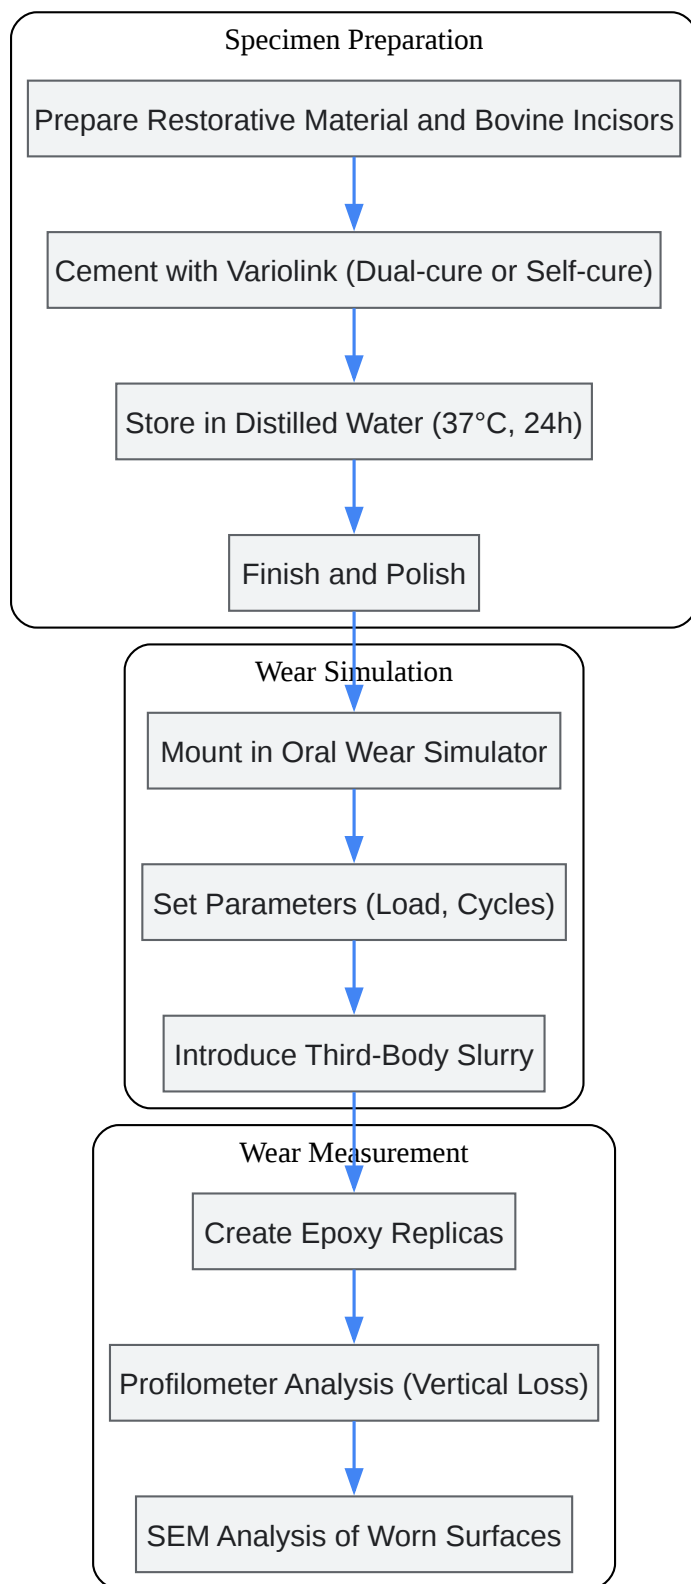 Specimen Preparation
Prepare Restorative Material and Bovine Incisors
Cement with Variolink (Dual-cure or Self-cure)
Store in Distilled Water (37°C, 24h)
Finish and Polish
Wear Simulation
Mount in Oral Wear Simulator
Set Parameters (Load, Cycles)
Introduce Third-Body Slurry
Wear Measurement
Create Epoxy Replicas
Profilometer Analysis (Vertical Loss)
SEM Analysis of Worn Surfaces